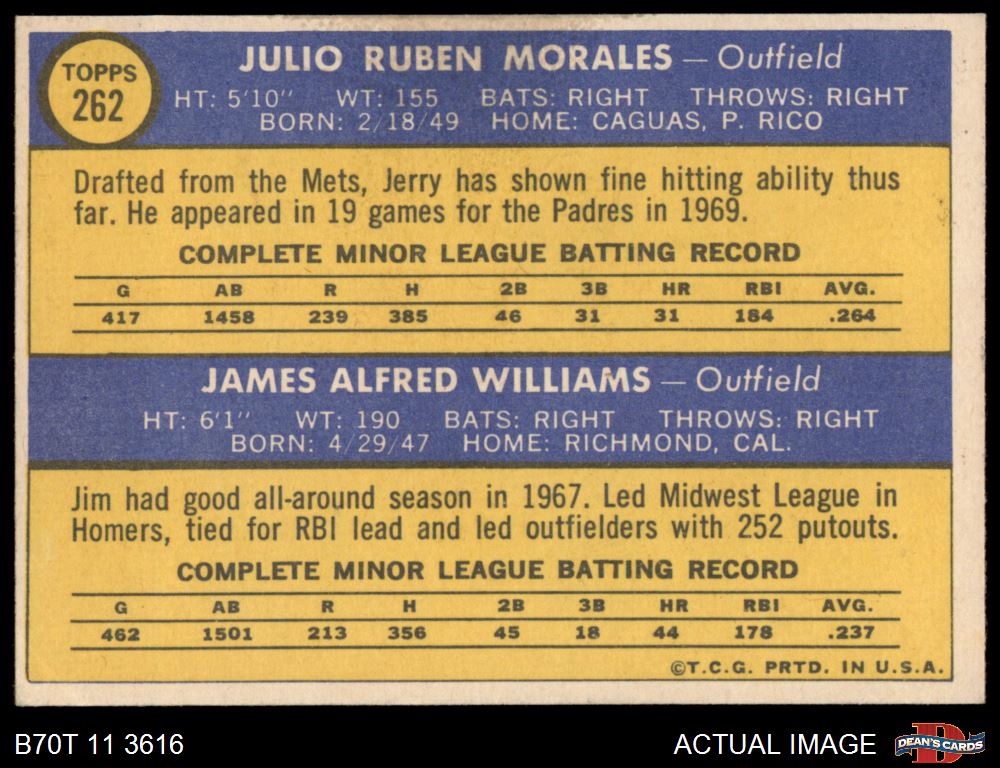 TOPPS
262
JULIO RUBEN MORALES — Outfield
HT: 5'10" WT: 155 BATS: RIGHT THROWS: RIGHT
BORN: 2/18/49 HOME: CAGUAS, P. RICO
Drafted from the Mets, Jerry has shown fine hitting ability thus
far. He appeared in 19 games for the Padres in 1969.
COMPLETE MINOR LEAGUE BATTING RECORD
G AB R H 2B 3B HR RBI AVG.
417 1458 239 385 46 31 31 184 .264
JAMES ALFRED WILLIAMS — Outfield
HT: 6'1" WT: 190 BATS: RIGHT THROWS: RIGHT
BORN: 4/29/47 HOME: RICHMOND, CAL.
Jim had good all-around season in 1967. Led Midwest League in
Homers, tied for RBI lead and led outfielders with 252 putouts.
COMPLETE MINOR LEAGUE BATTING RECORD
G AB R H 2B 3B HR RBI AVG.
462 1501 213 356 45 18 44 178 .237
©T.C.G. PRTD. IN U.S.A.
B70T 11 3616
ACTUAL IMAGE
D
DEAN'S CARDS